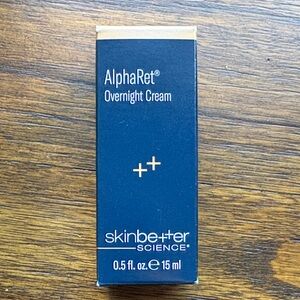 AlphaRet®
Overnight Cream
skinbetter
SCIENCE®
0.5 fl. oz. ℮ 15 ml